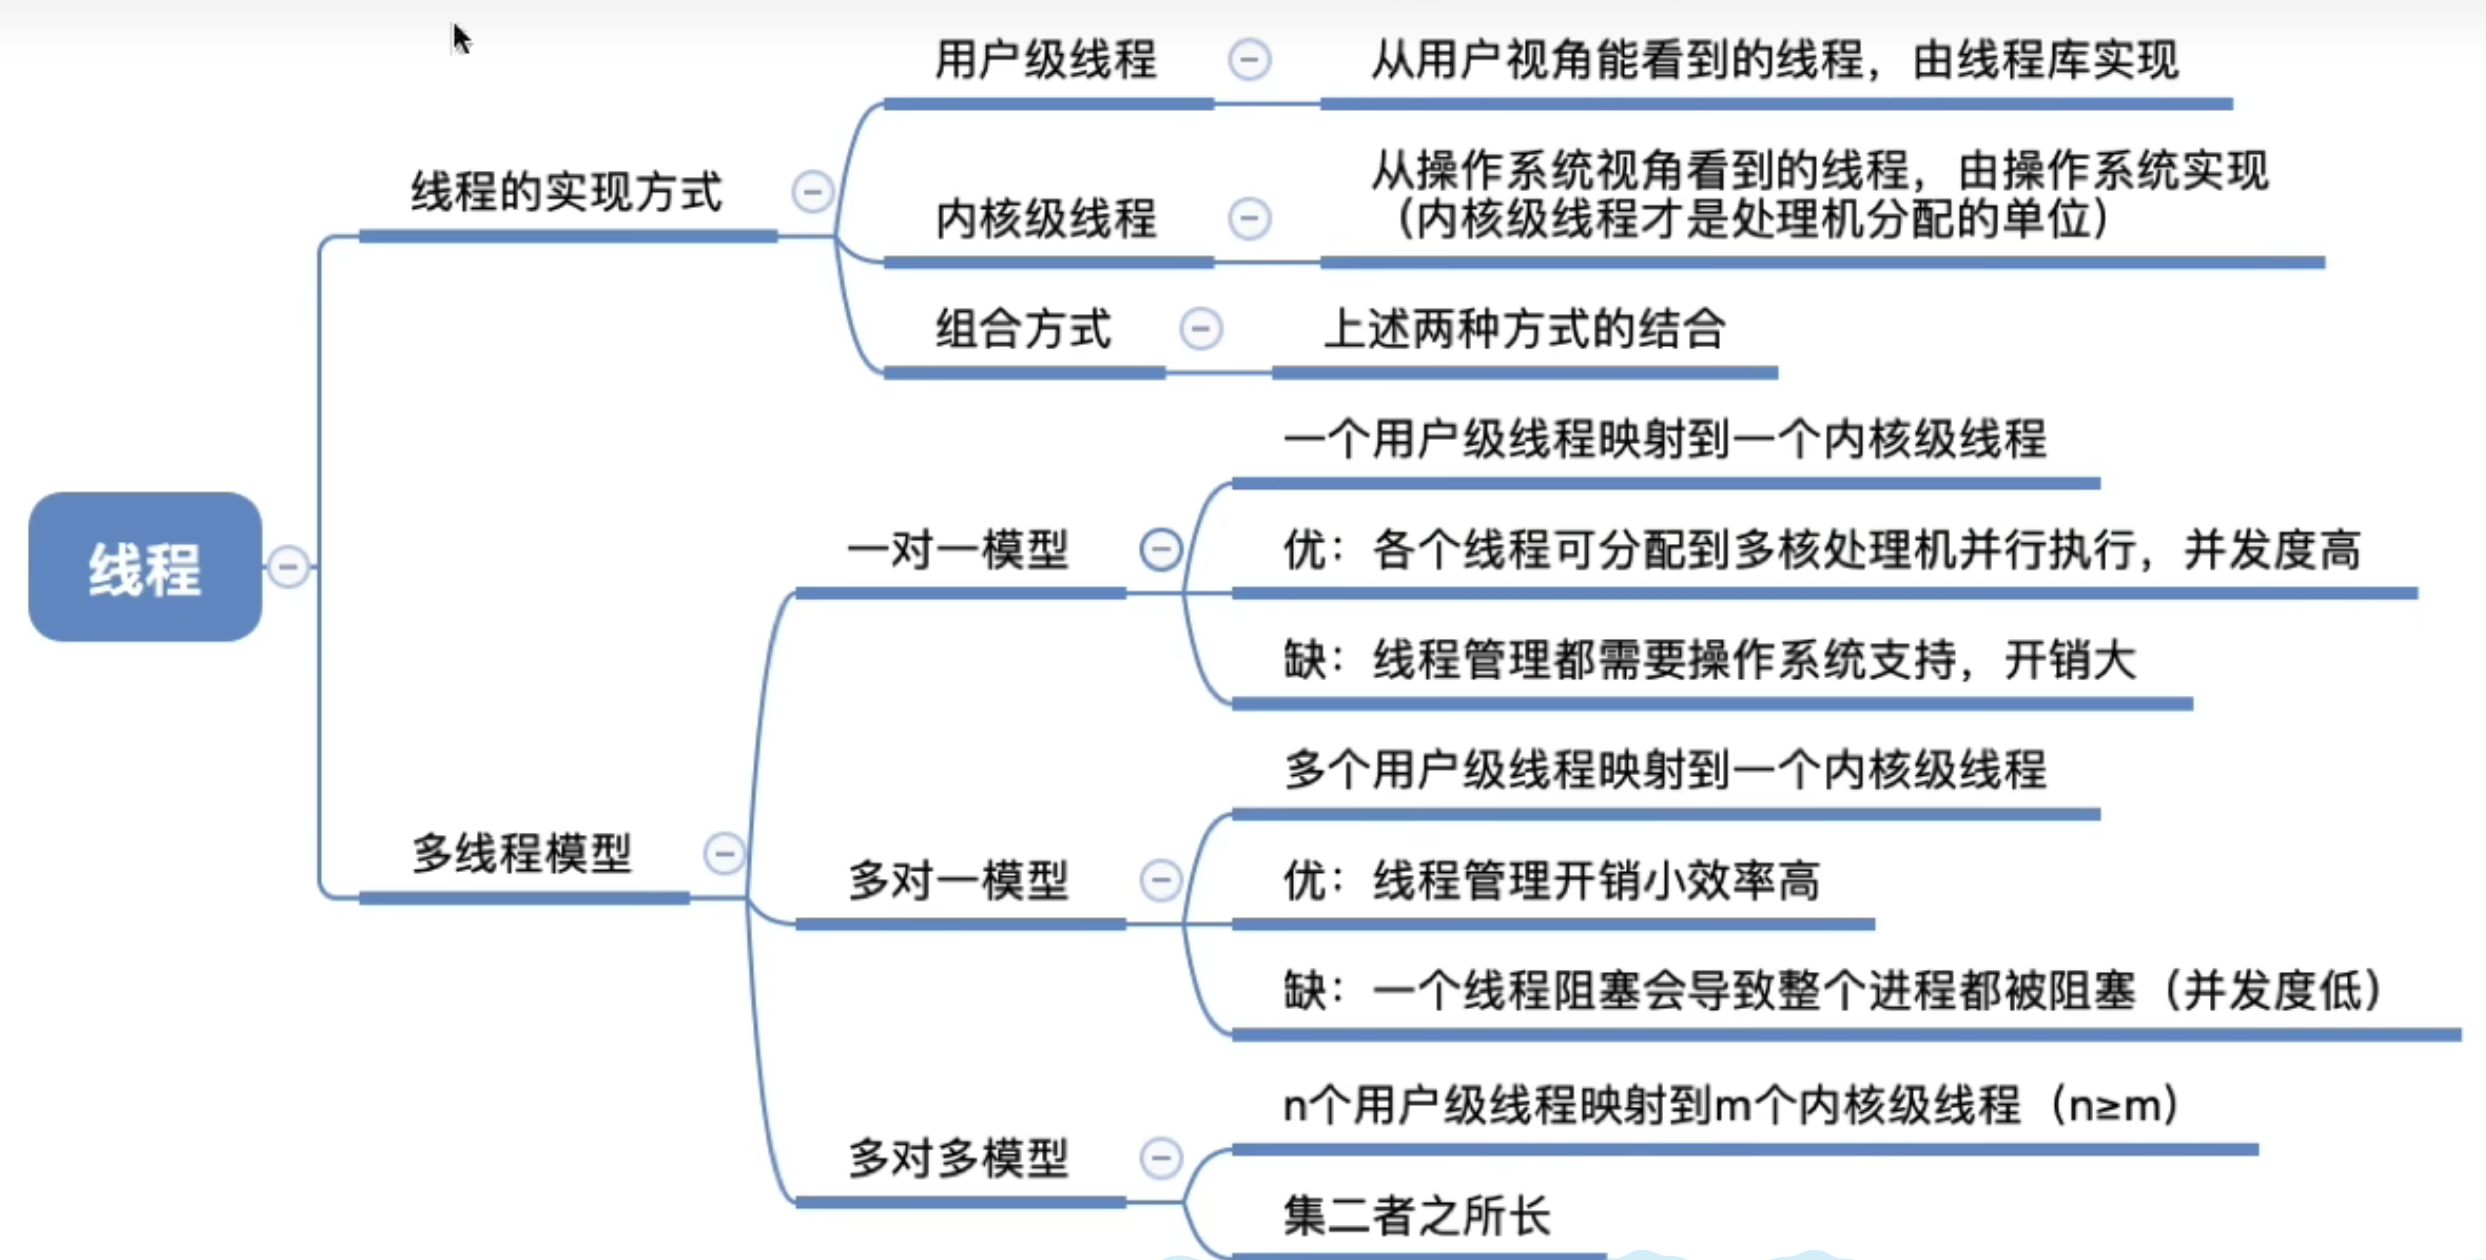 线程
线程的实现方式
用户级线程
从用户视角能看到的线程，由线程库实现
内核级线程
从操作系统视角看到的线程，由操作系统实现
（内核级线程才是处理机分配的单位）
组合方式
上述两种方式的结合
多线程模型
一对一模型
一个用户级线程映射到一个内核级线程
优：各个线程可分配到多核处理机并行执行，并发度高
缺：线程管理都需要操作系统支持，开销大
多对一模型
多个用户级线程映射到一个内核级线程
优：线程管理开销小效率高
缺：一个线程阻塞会导致整个进程都被阻塞（并发度低）
多对多模型
n个用户级线程映射到m个内核级线程（n≥m）
集二者之所长